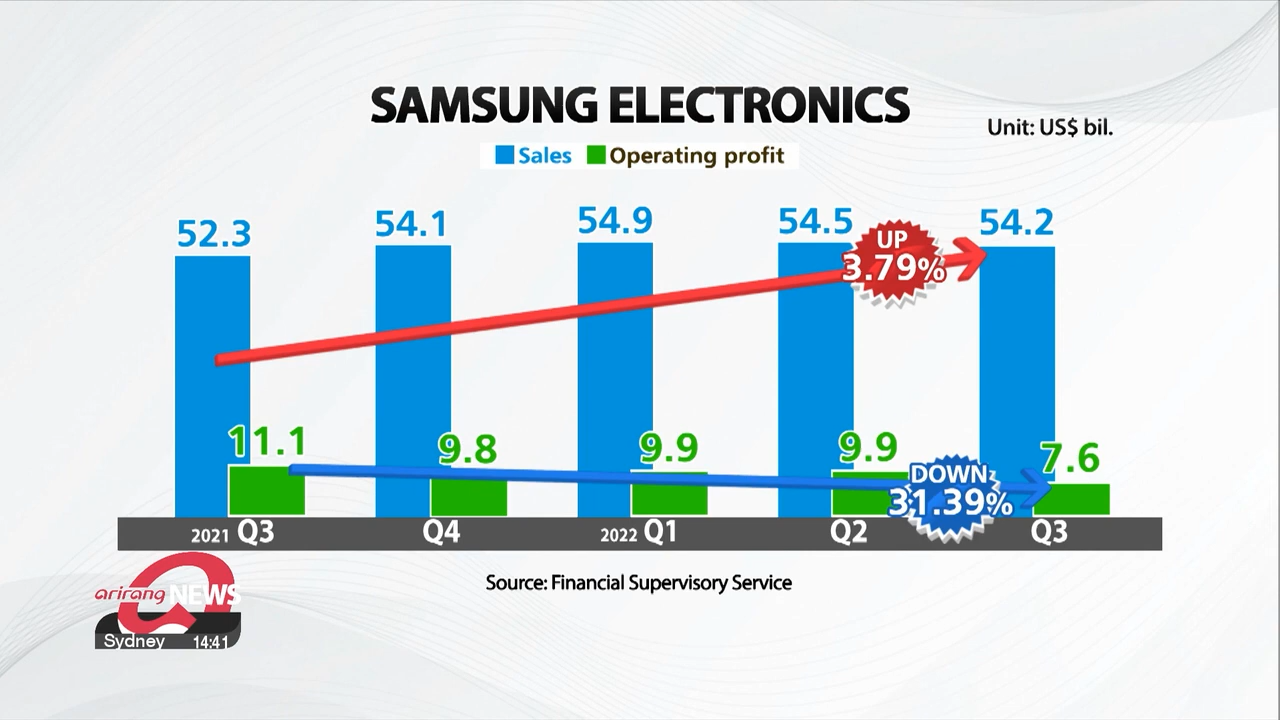 SAMSUNG ELECTRONICS
Unit: US$ bil.
Sales Operating profit
52.3 54.1 54.9 54.5 54.2
UP
3.79%
11.1 9.8 9.9 9.9 7.6
DOWN
31.39%
2021 Q3 Q4 2022 Q1 Q2 Q3
Source: Financial Supervisory Service
arirang NEWS
Sydney 14:41